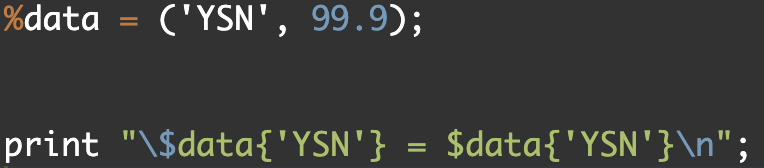 %data = ('YSN', 99.9);
print "\$data{'YSN'} = $data{'YSN'}\n";